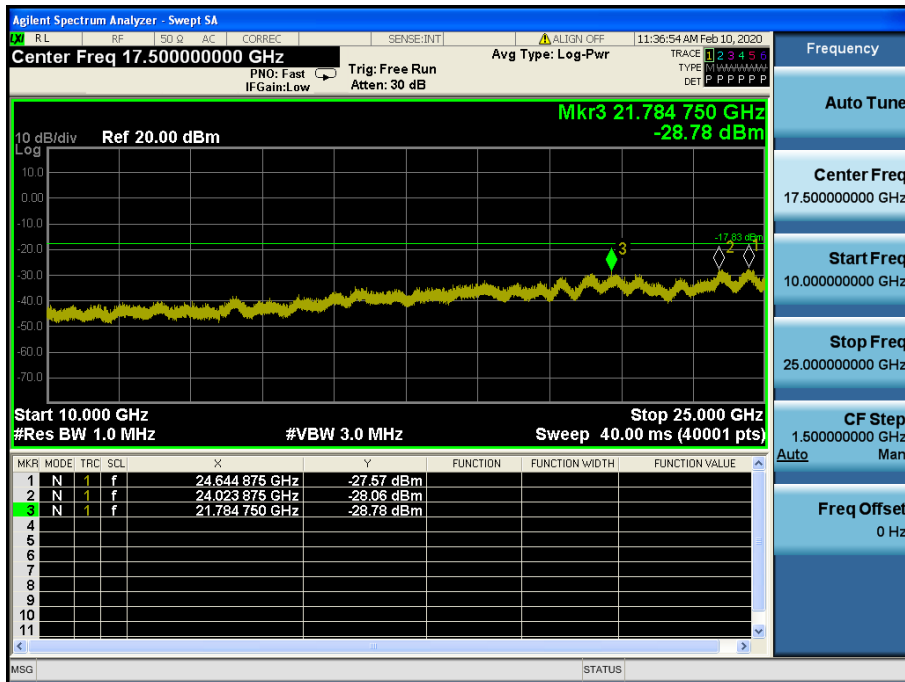 Agilent Spectrum Analyzer - Swept SA
LXI RL RF 50 Ω AC CORREC SENSE:INT ALIGN OFF 11:36:54 AM Feb 10, 2020
Center Freq 17.500000000 GHz
PNO: Fast
IFGain:Low
Trig: Free Run
Atten: 30 dB
Avg Type: Log-Pwr
TRACE 1 2 3 4 5 6
TYPE M WWWWW
DET P P P P P P
Mkr3 21.784 750 GHz
-28.78 dBm
10 dB/div Ref 20.00 dBm
Log
10.0
0.00
-10.0
-20.0
-30.0
-40.0
-50.0
-60.0
-70.0
-17.83 dBm
3
2
1
Start 10.000 GHz Stop 25.000 GHz
#Res BW 1.0 MHz #VBW 3.0 MHz Sweep 40.00 ms (40001 pts)
MKR MODE TRC SCL X Y FUNCTION FUNCTION WIDTH FUNCTION VALUE
1 N 1 f 24.644 875 GHz -27.57 dBm
2 N 1 f 24.023 875 GHz -28.06 dBm
3 N 1 f 21.784 750 GHz -28.78 dBm
4
5
6
7
8
9
10
11
MSG STATUS
Frequency
Auto Tune
Center Freq
17.500000000 GHz
Start Freq
10.000000000 GHz
Stop Freq
25.000000000 GHz
CF Step
1.500000000 GHz
Auto Man
Freq Offset
0 Hz